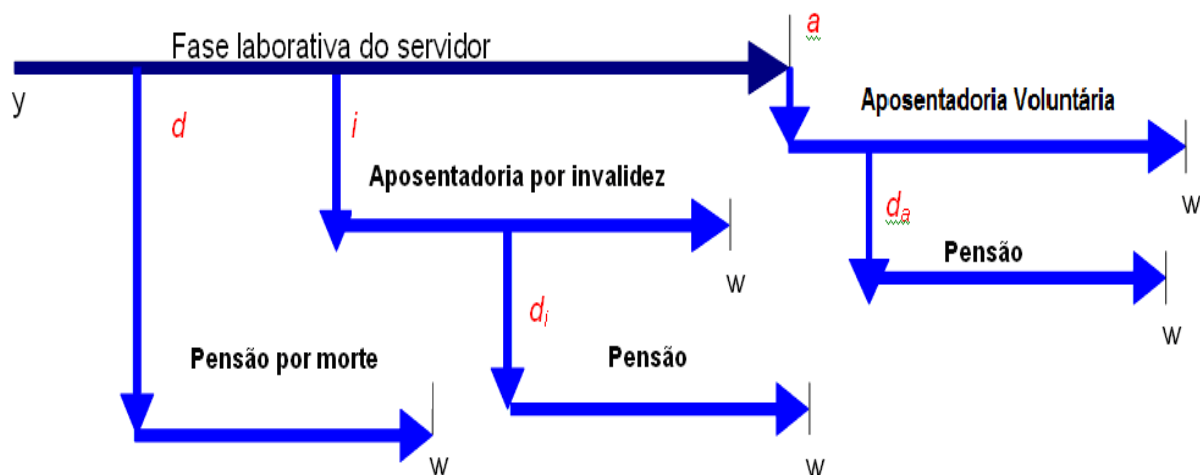 Fase laborativa do servidor
a
y
d
i
Aposentadoria Voluntária
Aposentadoria por invalidez
w
da
Pensão
w
di
w
Pensão por morte
Pensão
w
w